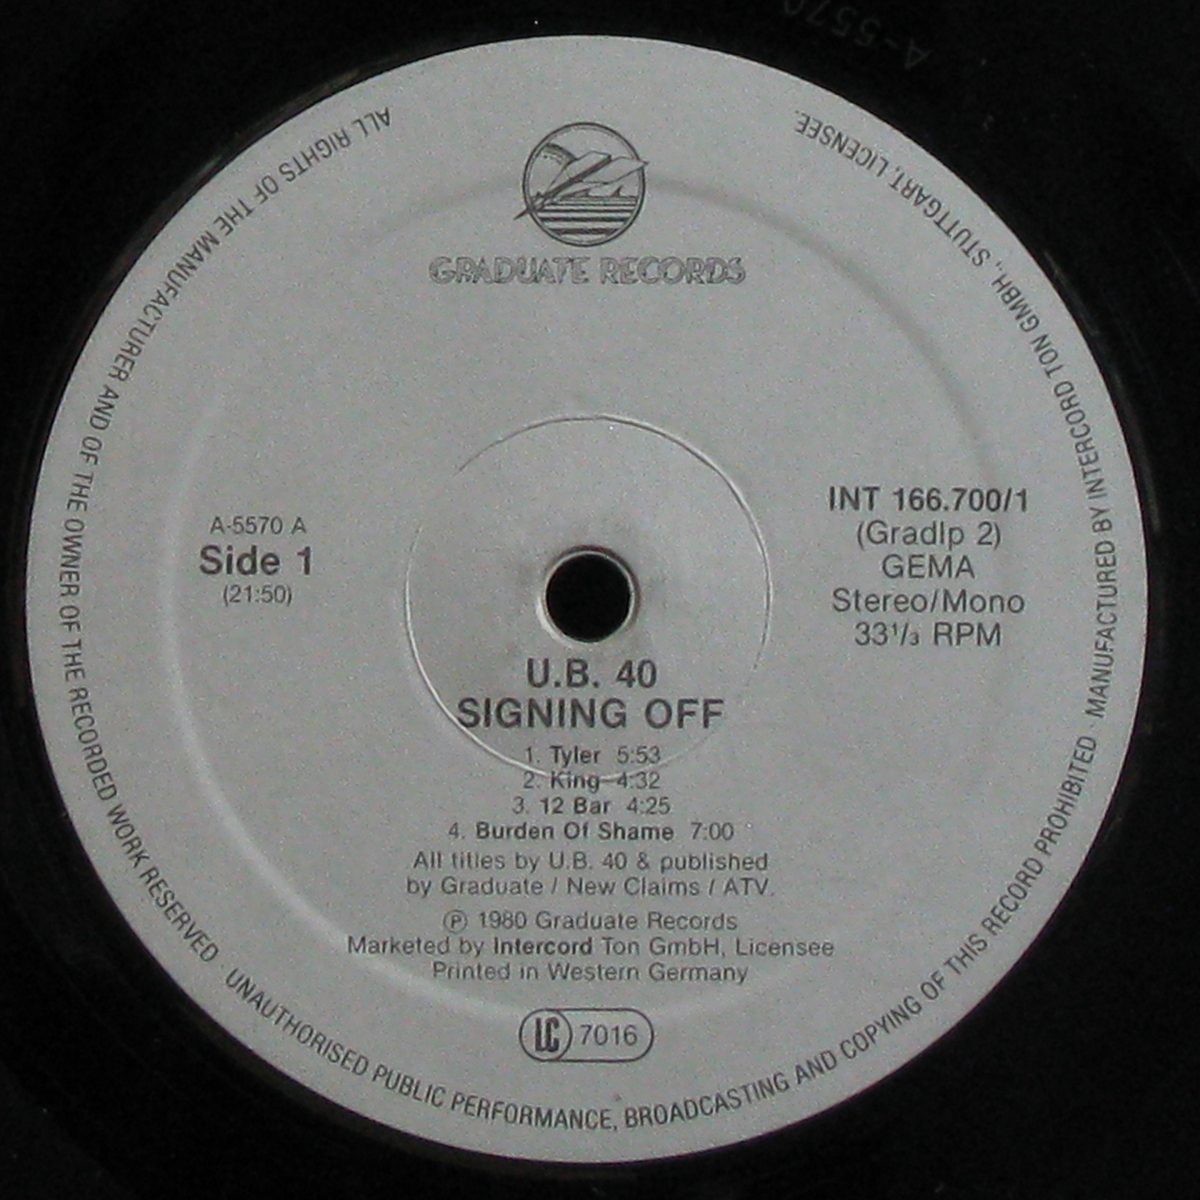 A-5570
GRADUATE RECORDS
A-5570 A
Side 1
(21:50)
INT 166.700/1
(Gradlp 2)
GEMA
Stereo/Mono
33⅓ RPM
U.B. 40
SIGNING OFF
1. Tyler 5:53
2. King 4:32
3. 12 Bar 4:25
4. Burden Of Shame 7:00
All titles by U.B. 40 & published
by Graduate / New Claims / ATV.
℗ 1980 Graduate Records
Marketed by Intercord Ton GmbH, Licensee
Printed in Western Germany
LC 7016
ALL RIGHTS OF THE MANUFACTURER AND OF THE OWNER OF THE RECORDED WORK RESERVED · UNAUTHORISED PUBLIC PERFORMANCE, BROADCASTING AND COPYING OF THIS RECORD PROHIBITED · MANUFACTURED BY INTERCORD TON GMBH., STUTTGART, LICENSEE.